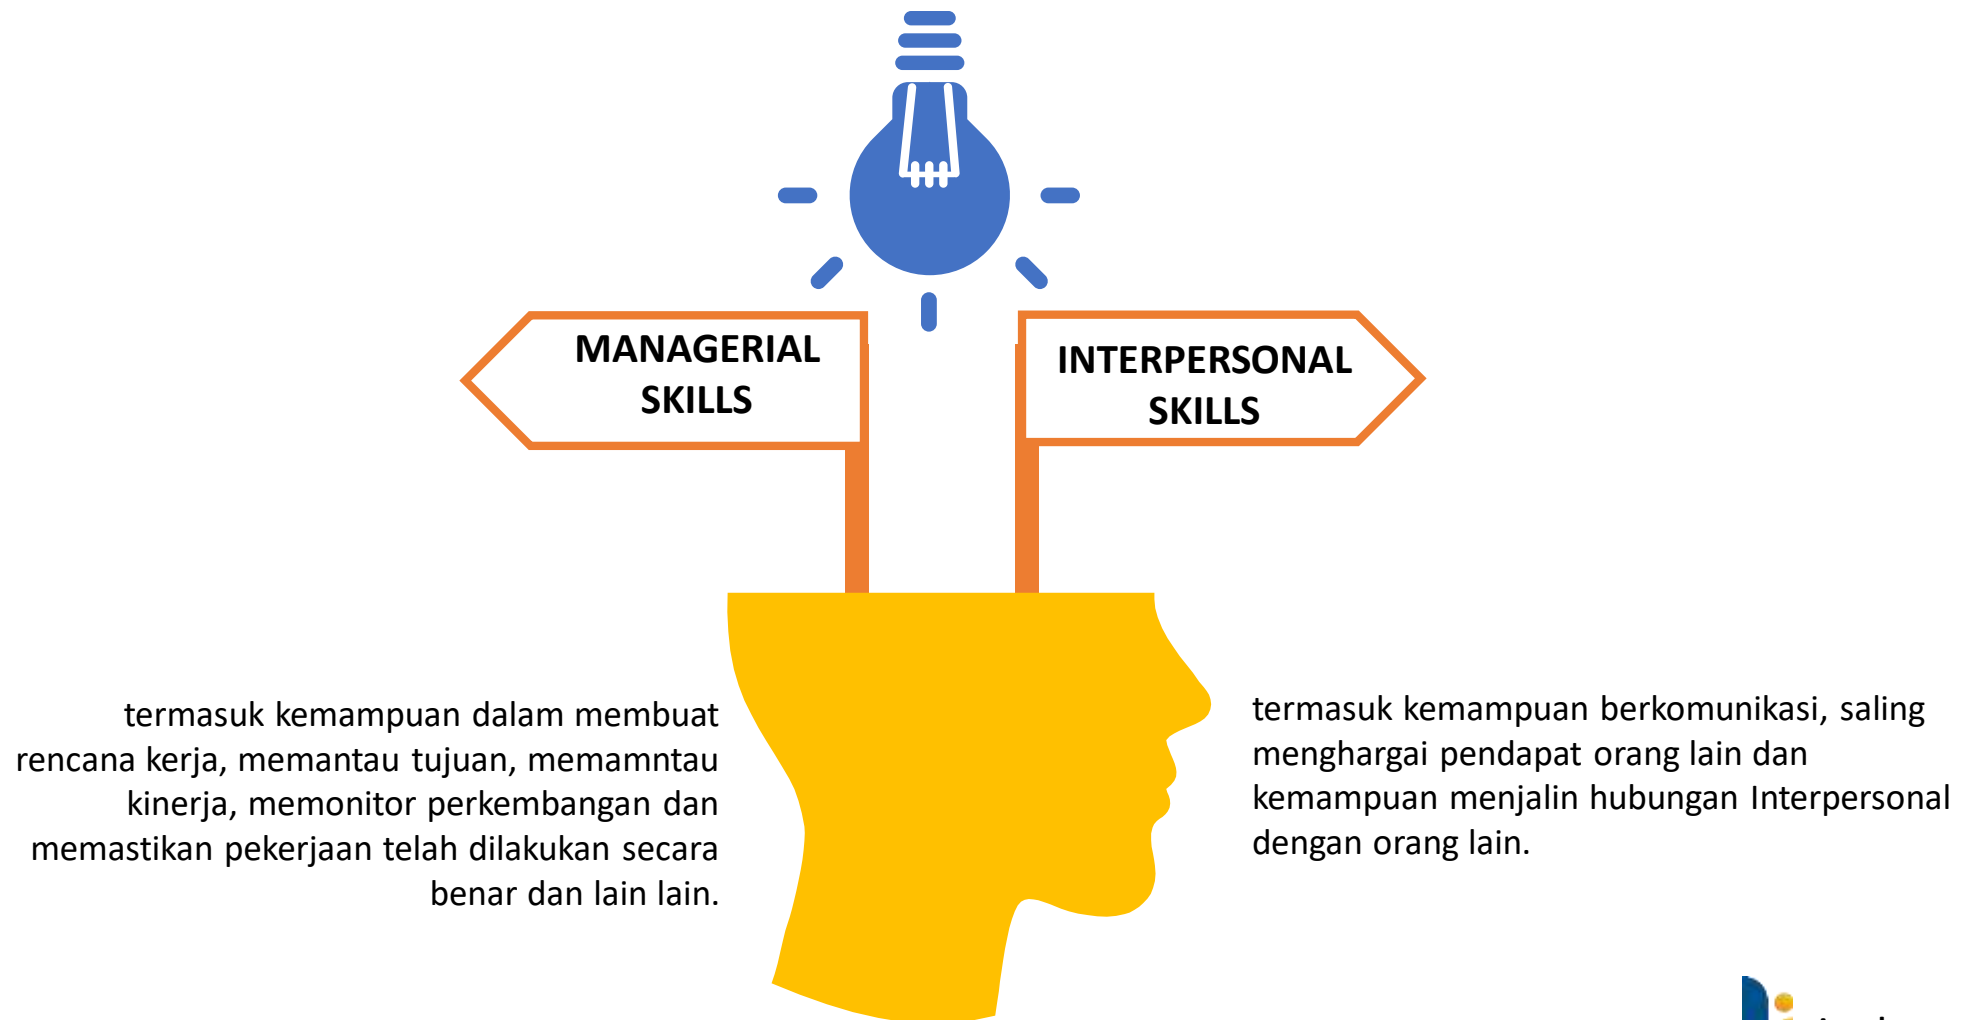 MANAGERIAL
SKILLS
INTERPERSONAL
SKILLS
termasuk kemampuan dalam membuat
rencana kerja, memantau tujuan, memamntau
kinerja, memonitor perkembangan dan
memastikan pekerjaan telah dilakukan secara
benar dan lain lain.
termasuk kemampuan berkomunikasi, saling
menghargai pendapat orang lain dan
kemampuan menjalin hubungan Interpersonal
dengan orang lain.